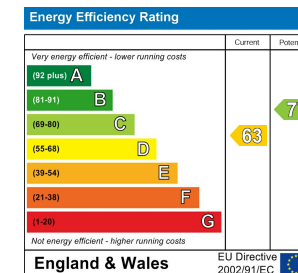 Energy Efficiency Rating
Current
Very energy efficient - lower running costs
(92 plus) A
(81-91) B
(69-80) C
(55-68) D
63
(39-54) E
(21-38) F
(1-20) G
Not energy efficient - higher running costs
England & Wales
EU Directive
2002/91/EC